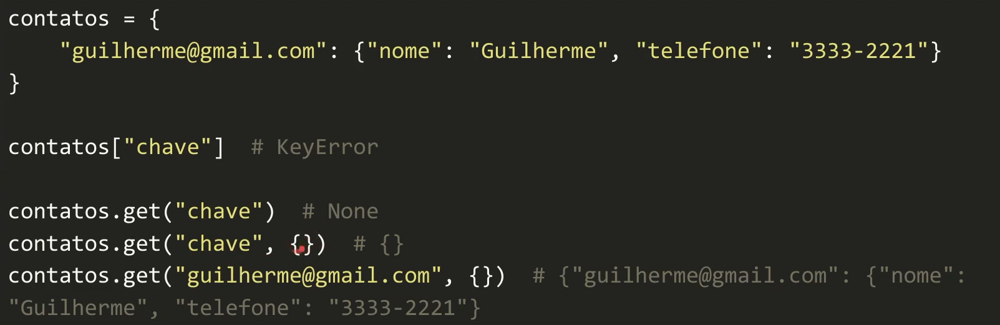 contatos = {
    "guilherme@gmail.com": {"nome": "Guilherme", "telefone": "3333-2221"}
}

contatos["chave"]  # KeyError

contatos.get("chave")  # None
contatos.get("chave", {})  # {}
contatos.get("guilherme@gmail.com", {})  # {"guilherme@gmail.com": {"nome":
"Guilherme", "telefone": "3333-2221"}